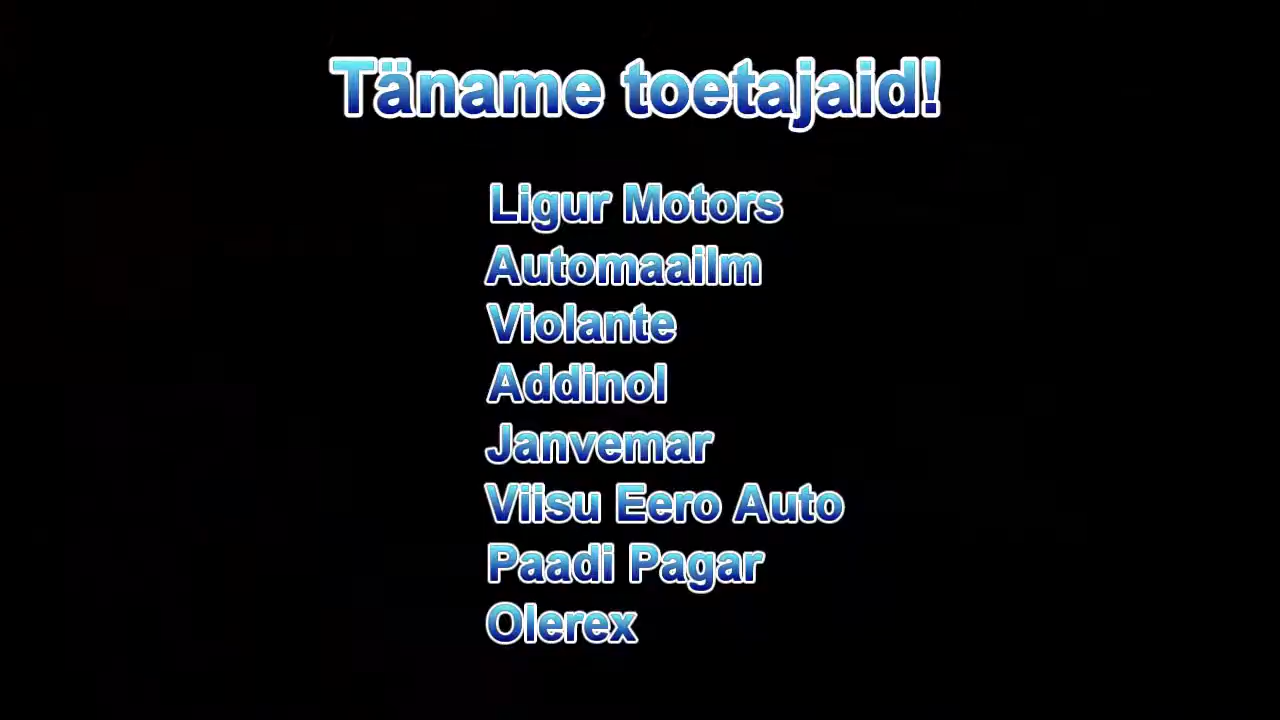 Täname toetajaid!
Ligur Motors
Automaailm
Violante
Addinol
Janvemar
Viisu Eero Auto
Paadi Pagar
Olerex